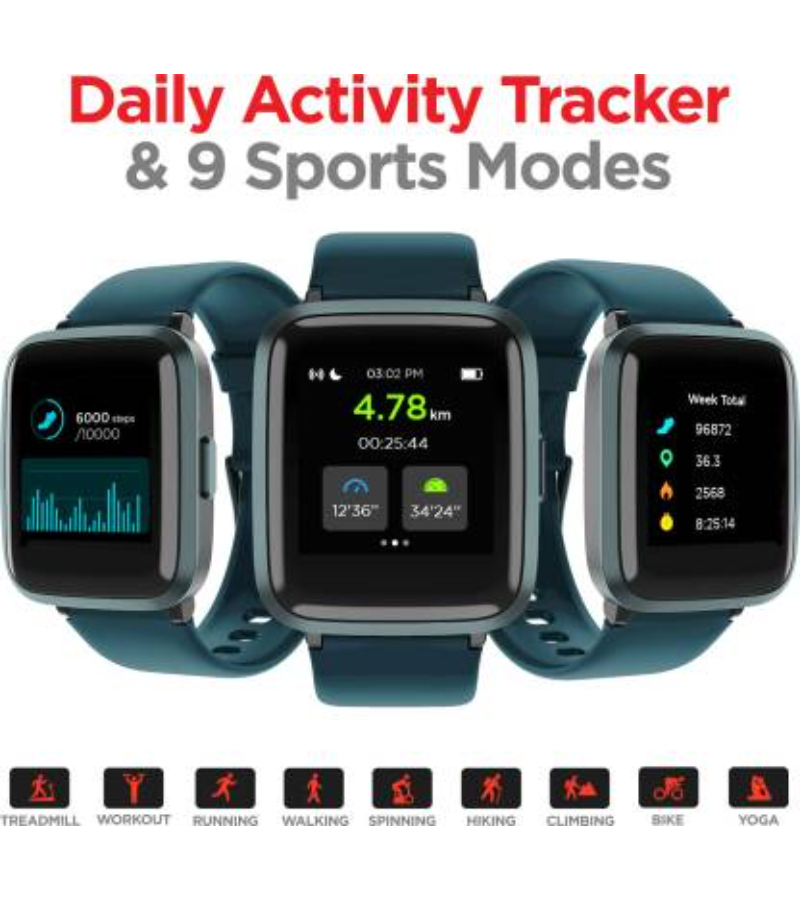 Daily Activity Tracker
& 9 Sports Modes
6000 steps
/10000
03:02 PM
4.78 km
00:25:44
12'36" 34'24"
Week Total
96872
36.3
2568
8:25:14
TREADMILL WORKOUT RUNNING WALKING SPINNING HIKING CLIMBING BIKE YOGA